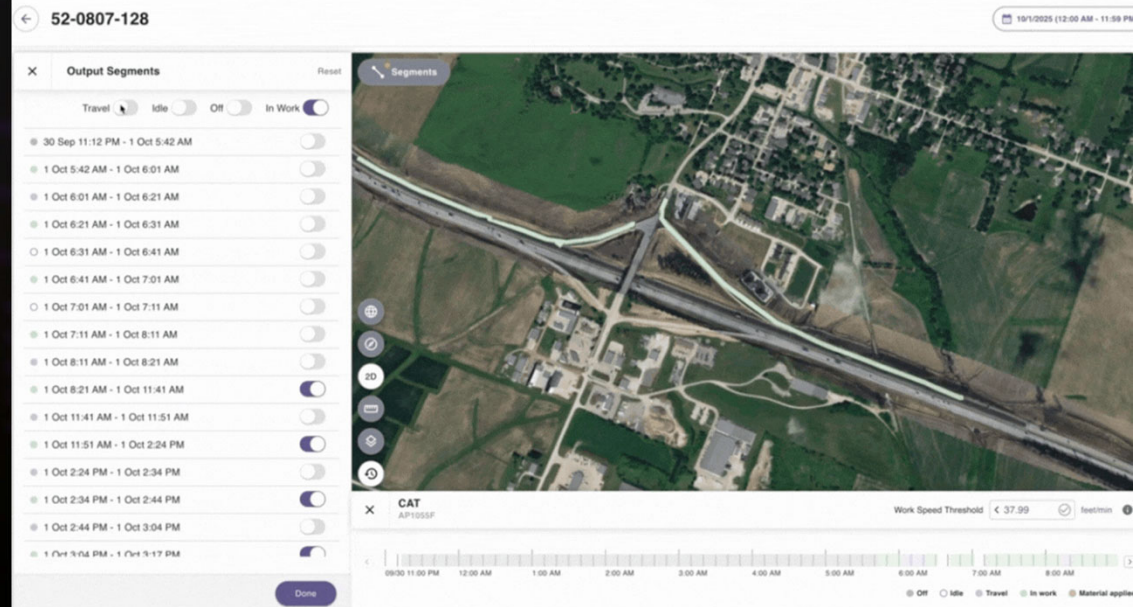 52-0807-128
10/1/2025 (12:00 AM - 11:59 PM
Output Segments
Reset
Segments
Travel Idle Off In Work
30 Sep 11:12 PM - 1 Oct 5:42 AM
1 Oct 5:42 AM - 1 Oct 6:01 AM
1 Oct 6:01 AM - 1 Oct 6:21 AM
1 Oct 6:21 AM - 1 Oct 6:31 AM
1 Oct 6:31 AM - 1 Oct 6:41 AM
1 Oct 6:41 AM - 1 Oct 7:01 AM
1 Oct 7:01 AM - 1 Oct 7:11 AM
1 Oct 7:11 AM - 1 Oct 8:11 AM
1 Oct 8:11 AM - 1 Oct 8:21 AM
1 Oct 8:21 AM - 1 Oct 11:41 AM
1 Oct 11:41 AM - 1 Oct 11:51 AM
1 Oct 11:51 AM - 1 Oct 2:24 PM
1 Oct 2:24 PM - 1 Oct 2:34 PM
1 Oct 2:34 PM - 1 Oct 2:44 PM
1 Oct 2:44 PM - 1 Oct 3:04 PM
1 Oct 3:04 PM - 1 Oct 3:17 PM
Done
2D
CAT
AP1055F
Work Speed Threshold < 37.99 feet/min
09/30 11:00 PM 12:00 AM 1:00 AM 2:00 AM 3:00 AM 4:00 AM 5:00 AM 6:00 AM 7:00 AM 8:00 AM
Off Idle Travel In work Material applie